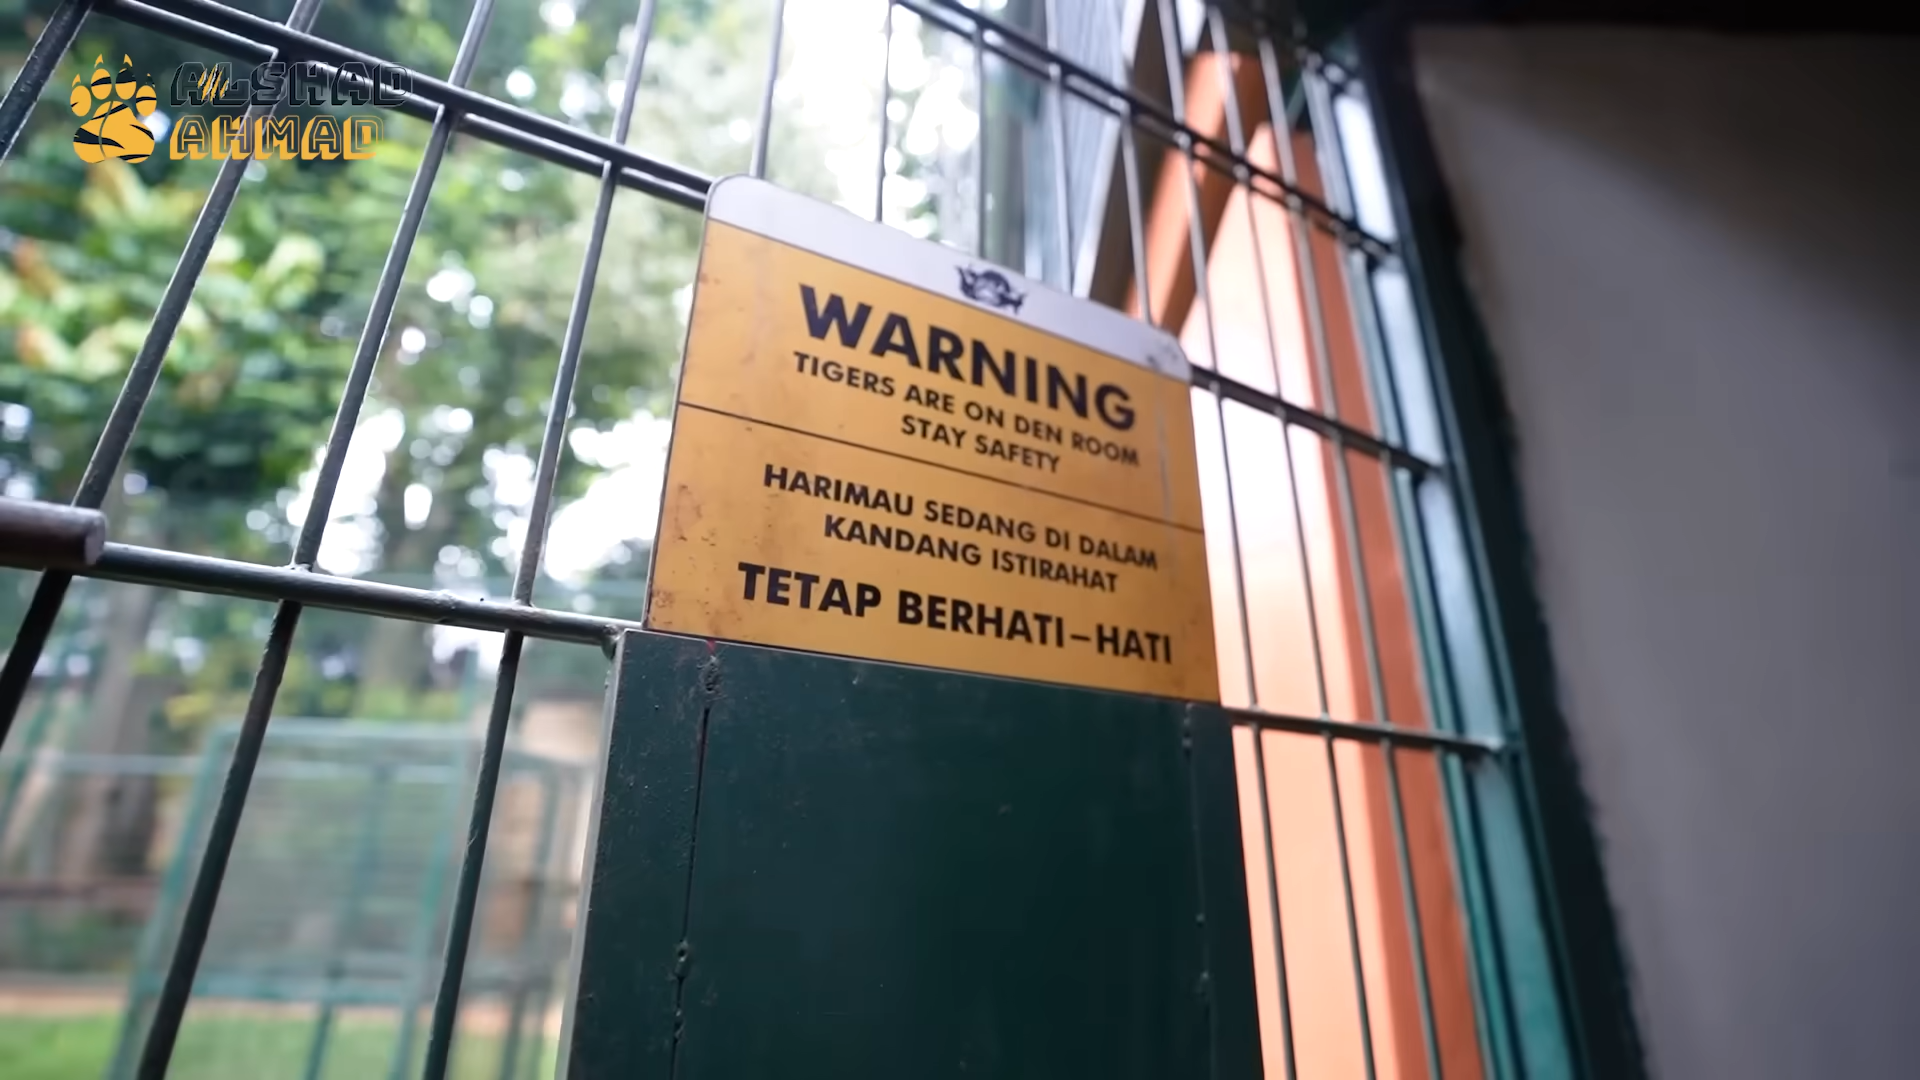 ALSHAD
AHMAD
WARNING
TIGERS ARE ON DEN ROOM
STAY SAFETY
HARIMAU SEDANG DI DALAM
KANDANG ISTIRAHAT
TETAP BERHATI-HATI